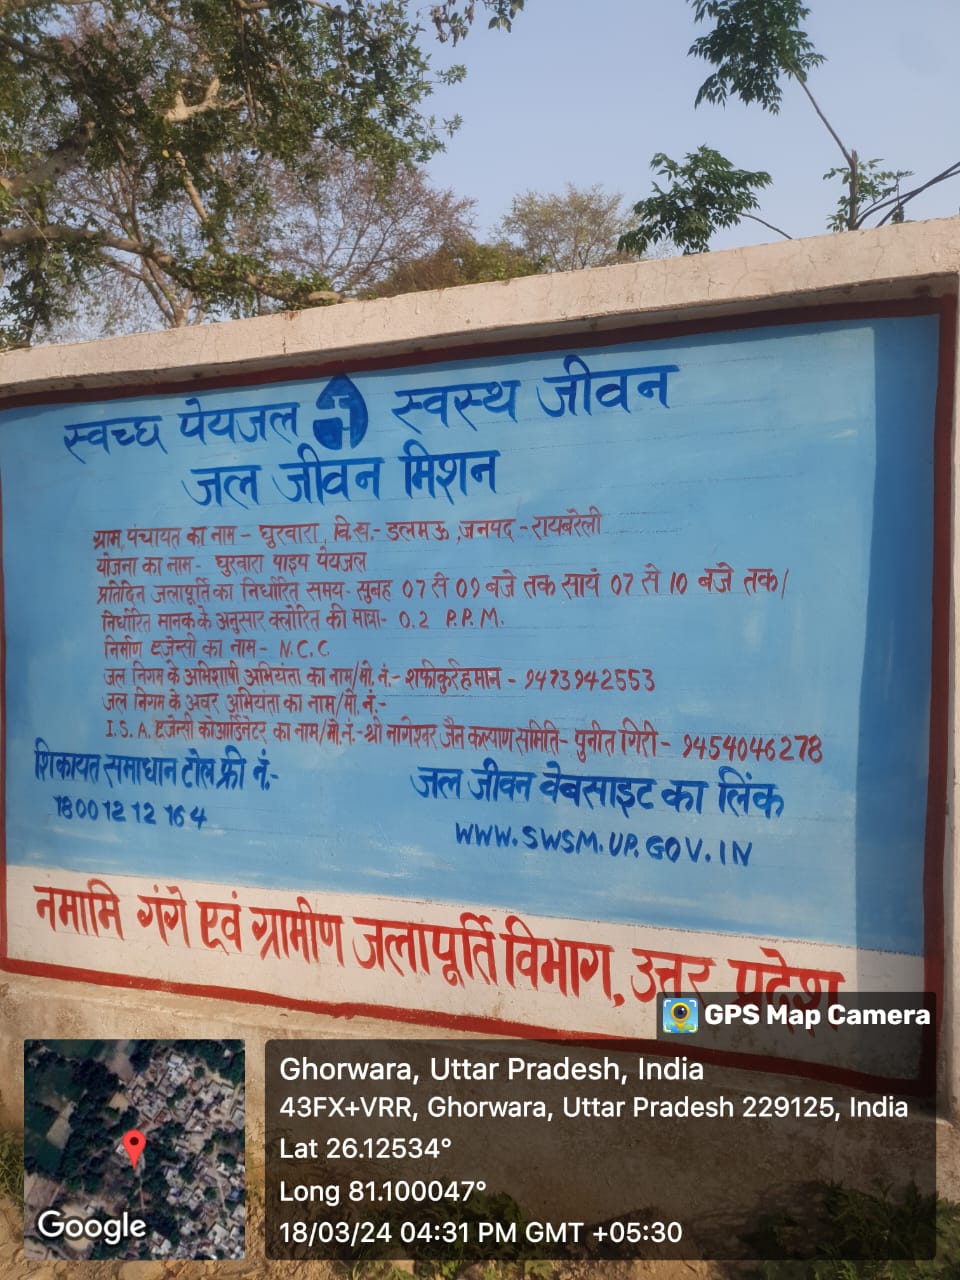 स्वच्छ पेयजल स्वस्थ जीवन
जल जीवन मिशन
ग्राम पंचायत का नाम - घुरवारा, वि.ख.- डलमऊ, जनपद - रायबरेली
योजना का नाम - घुरवारा पाइप पेयजल
प्रतिदिन जलापूर्ति का निर्धारित समय- सुबह 07 से 09 बजे तक सायं 07 से 10 बजे तक/
निर्धारित मानक के अनुसार क्लोरित की मात्रा- 0.2 P.P.M.
निर्माण एजेन्सी का नाम - N.C.C.
जल निगम के अभिशाषी अभियंता का नाम/मो. नं.- शफीकुर्रहमान - 9473942553
जल निगम के अवर अभियंता का नाम/मो. नं.-
I.S.A. एजेन्सी कोआर्डिनेटर का नाम/मो.नं.-श्री नागेश्वर जैन कल्याण समिति- पुनीत गिरी- 9454046278
शिकायत समाधान टोल फ्री नं.-
1800 12 12 164
जल जीवन वेबसाइट का लिंक
WWW.SWSM.UP.GOV.IN
नमामि गंगे एवं ग्रामीण जलापूर्ति विभाग, उत्तर प्रदेश
GPS Map Camera
Ghorwara, Uttar Pradesh, India
43FX+VRR, Ghorwara, Uttar Pradesh 229125, India
Lat 26.12534°
Long 81.100047°
18/03/24 04:31 PM GMT +05:30
Google